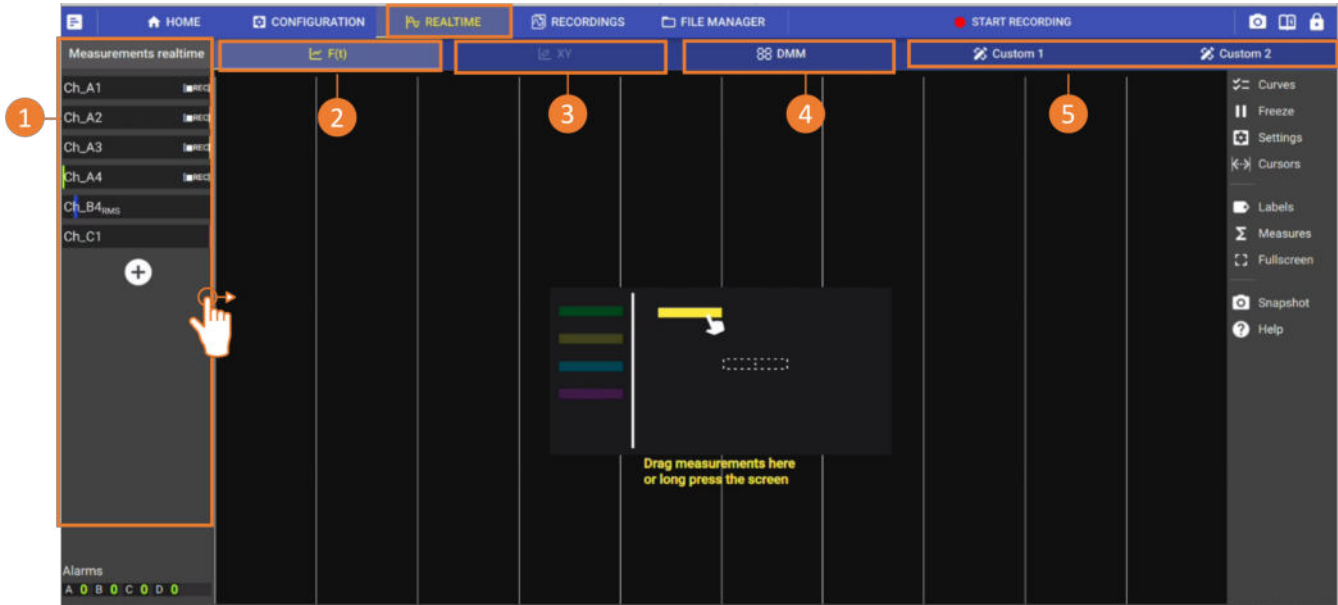 HOME CONFIGURATION REALTIME RECORDINGS FILE MANAGER START RECORDING
Measurements realtime F(t) XY DMM Custom 1 Custom 2
Ch_A1 REC
Ch_A2 REC
Ch_A3 REC
Ch_A4 REC
Ch_B4RMS
Ch_C1
1
2
3
4
5
Curves
Freeze
Settings
Cursors
Labels
Measures
Fullscreen
Snapshot
Help
Drag measurements here
or long press the screen
Alarms
A 0 B 0 C 0 D 0